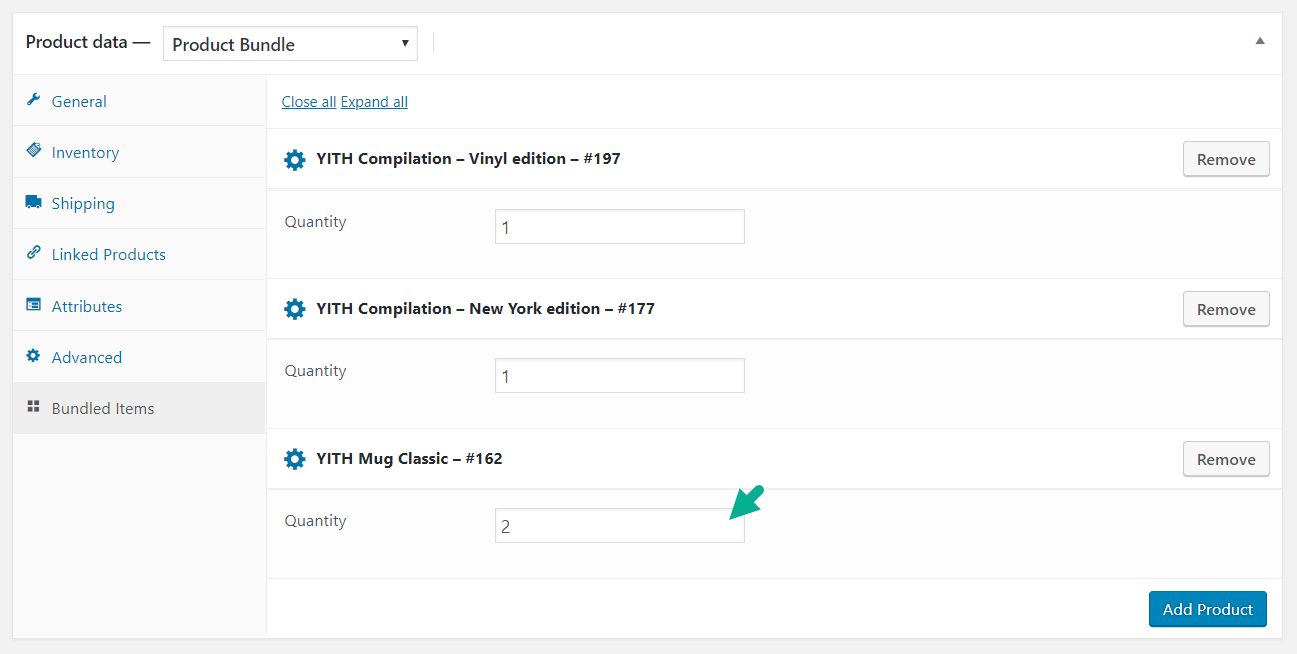 Product data — Product Bundle
General
Inventory
Shipping
Linked Products
Attributes
Advanced
Bundled Items
Close all Expand all
YITH Compilation – Vinyl edition – #197 Remove
Quantity 1
YITH Compilation – New York edition – #177 Remove
Quantity 1
YITH Mug Classic – #162 Remove
Quantity 2
Add Product